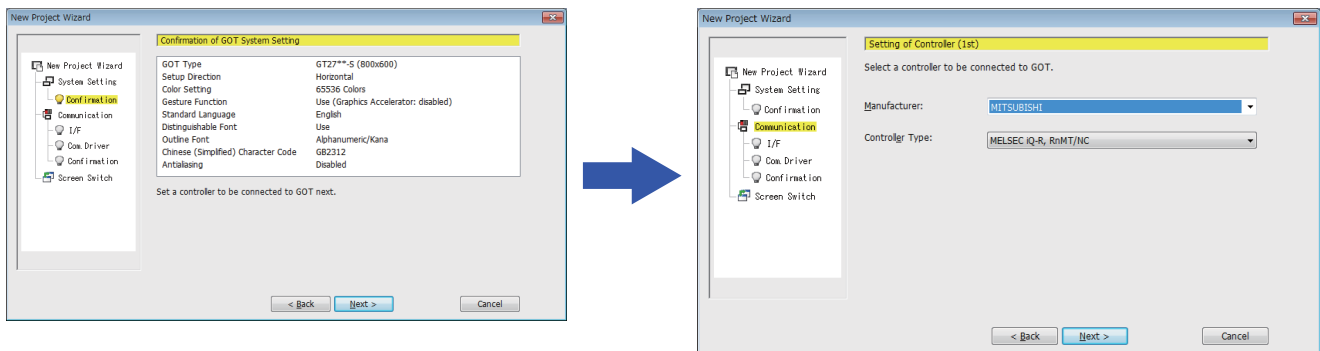 New Project Wizard
Confirmation of GOT System Setting
New Project Wizard
System Setting
Confirmation
Communication
I/F
Com. Driver
Confirmation
Screen Switch
GOT Type GT27**-S (800x600)
Setup Direction Horizontal
Color Setting 65536 Colors
Gesture Function Use (Graphics Accelerator: disabled)
Standard Language English
Distinguishable Font Use
Outline Font Alphanumeric/Kana
Chinese (Simplified) Character Code GB2312
Antialiasing Disabled
Set a controller to be connected to GOT next.
< Back Next > Cancel
New Project Wizard
Setting of Controller (1st)
New Project Wizard
System Setting
Confirmation
Communication
I/F
Com. Driver
Confirmation
Screen Switch
Select a controller to be connected to GOT.
Manufacturer: MITSUBISHI
Controller Type: MELSEC iQ-R, RnMT/NC
< Back Next > Cancel